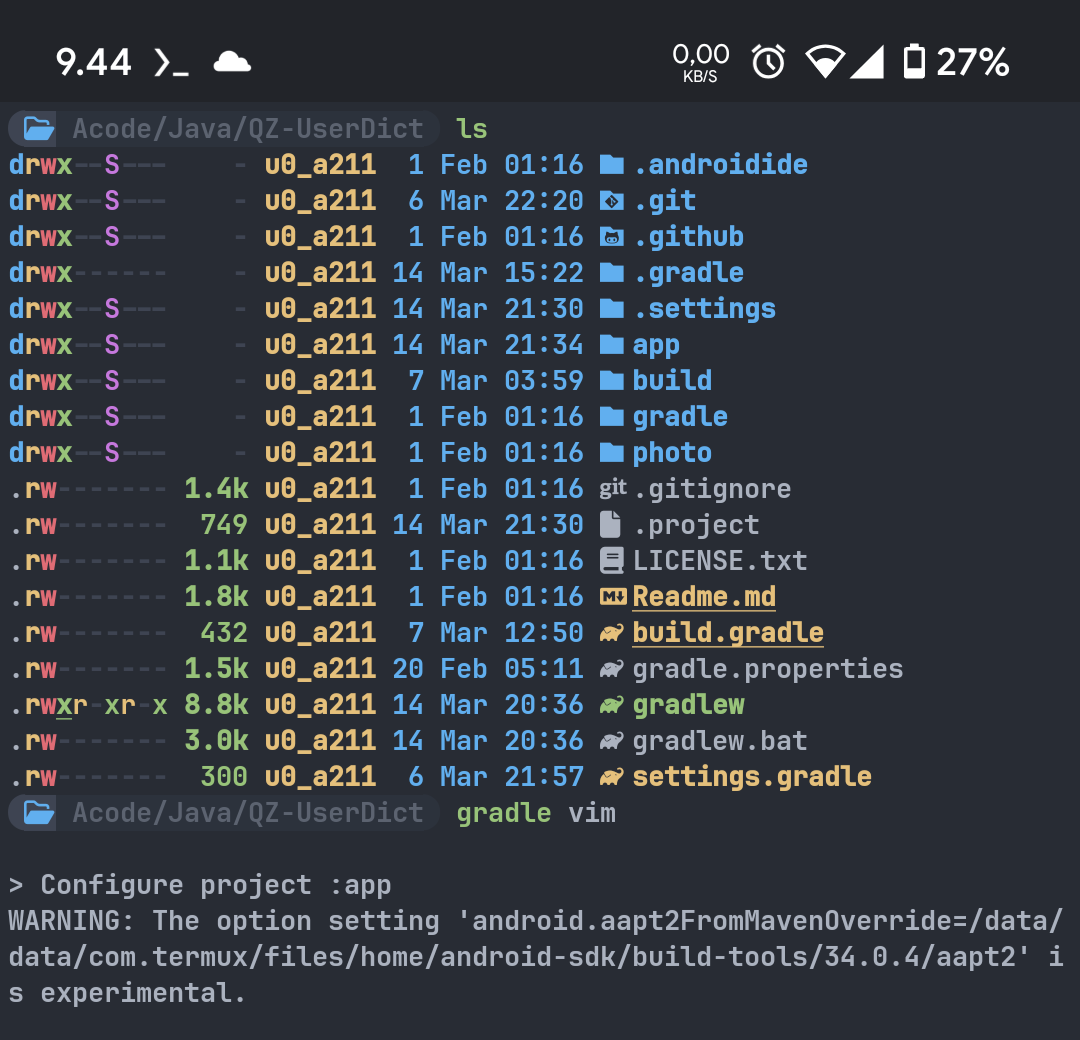 9.44 >_ 0,00 KB/S 27%
Acode/Java/QZ-UserDict ls
drwx--S--- - u0_a211 1 Feb 01:16 .androidide
drwx--S--- - u0_a211 6 Mar 22:20 .git
drwx--S--- - u0_a211 1 Feb 01:16 .github
drwx------ - u0_a211 14 Mar 15:22 .gradle
drwx--S--- - u0_a211 14 Mar 21:30 .settings
drwx--S--- - u0_a211 14 Mar 21:34 app
drwx--S--- - u0_a211 7 Mar 03:59 build
drwx--S--- - u0_a211 1 Feb 01:16 gradle
drwx--S--- - u0_a211 1 Feb 01:16 photo
.rw------- 1.4k u0_a211 1 Feb 01:16 git .gitignore
.rw------- 749 u0_a211 14 Mar 21:30 .project
.rw------- 1.1k u0_a211 1 Feb 01:16 LICENSE.txt
.rw------- 1.8k u0_a211 1 Feb 01:16 Readme.md
.rw------- 432 u0_a211 7 Mar 12:50 build.gradle
.rw------- 1.5k u0_a211 20 Feb 05:11 gradle.properties
.rwxr-xr-x 8.8k u0_a211 14 Mar 20:36 gradlew
.rw------- 3.0k u0_a211 14 Mar 20:36 gradlew.bat
.rw------- 300 u0_a211 6 Mar 21:57 settings.gradle
Acode/Java/QZ-UserDict gradle vim
> Configure project :app
WARNING: The option setting 'android.aapt2FromMavenOverride=/data/
data/com.termux/files/home/android-sdk/build-tools/34.0.4/aapt2' i
s experimental.